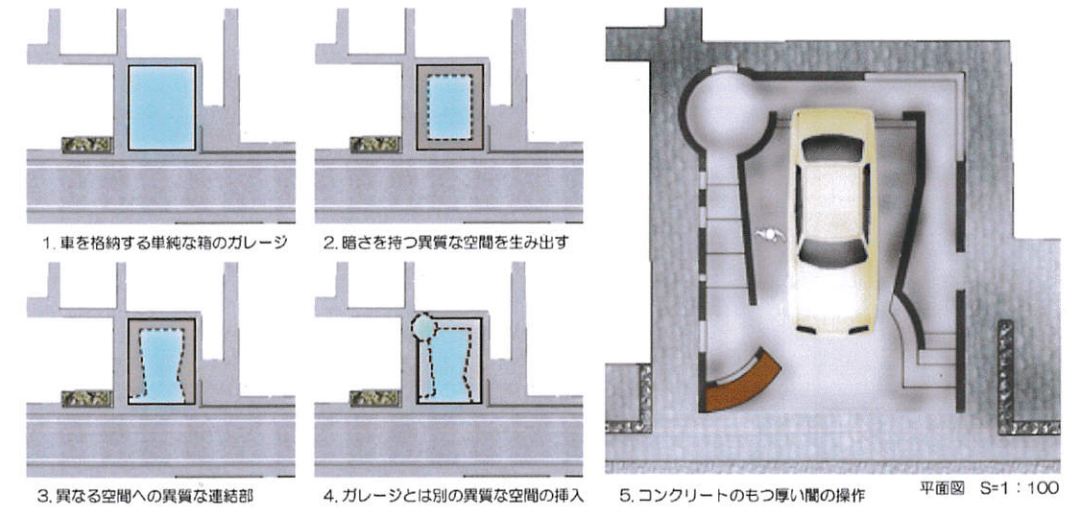 1. 車を格納する単純な箱のガレージ
2. 暗さを持つ異質な空間を生み出す
3. 異なる空間への異質な連結部
4. ガレージとは別の異質な空間の挿入
5. コンクリートのもつ厚い闇の操作
平面図 S=1:100